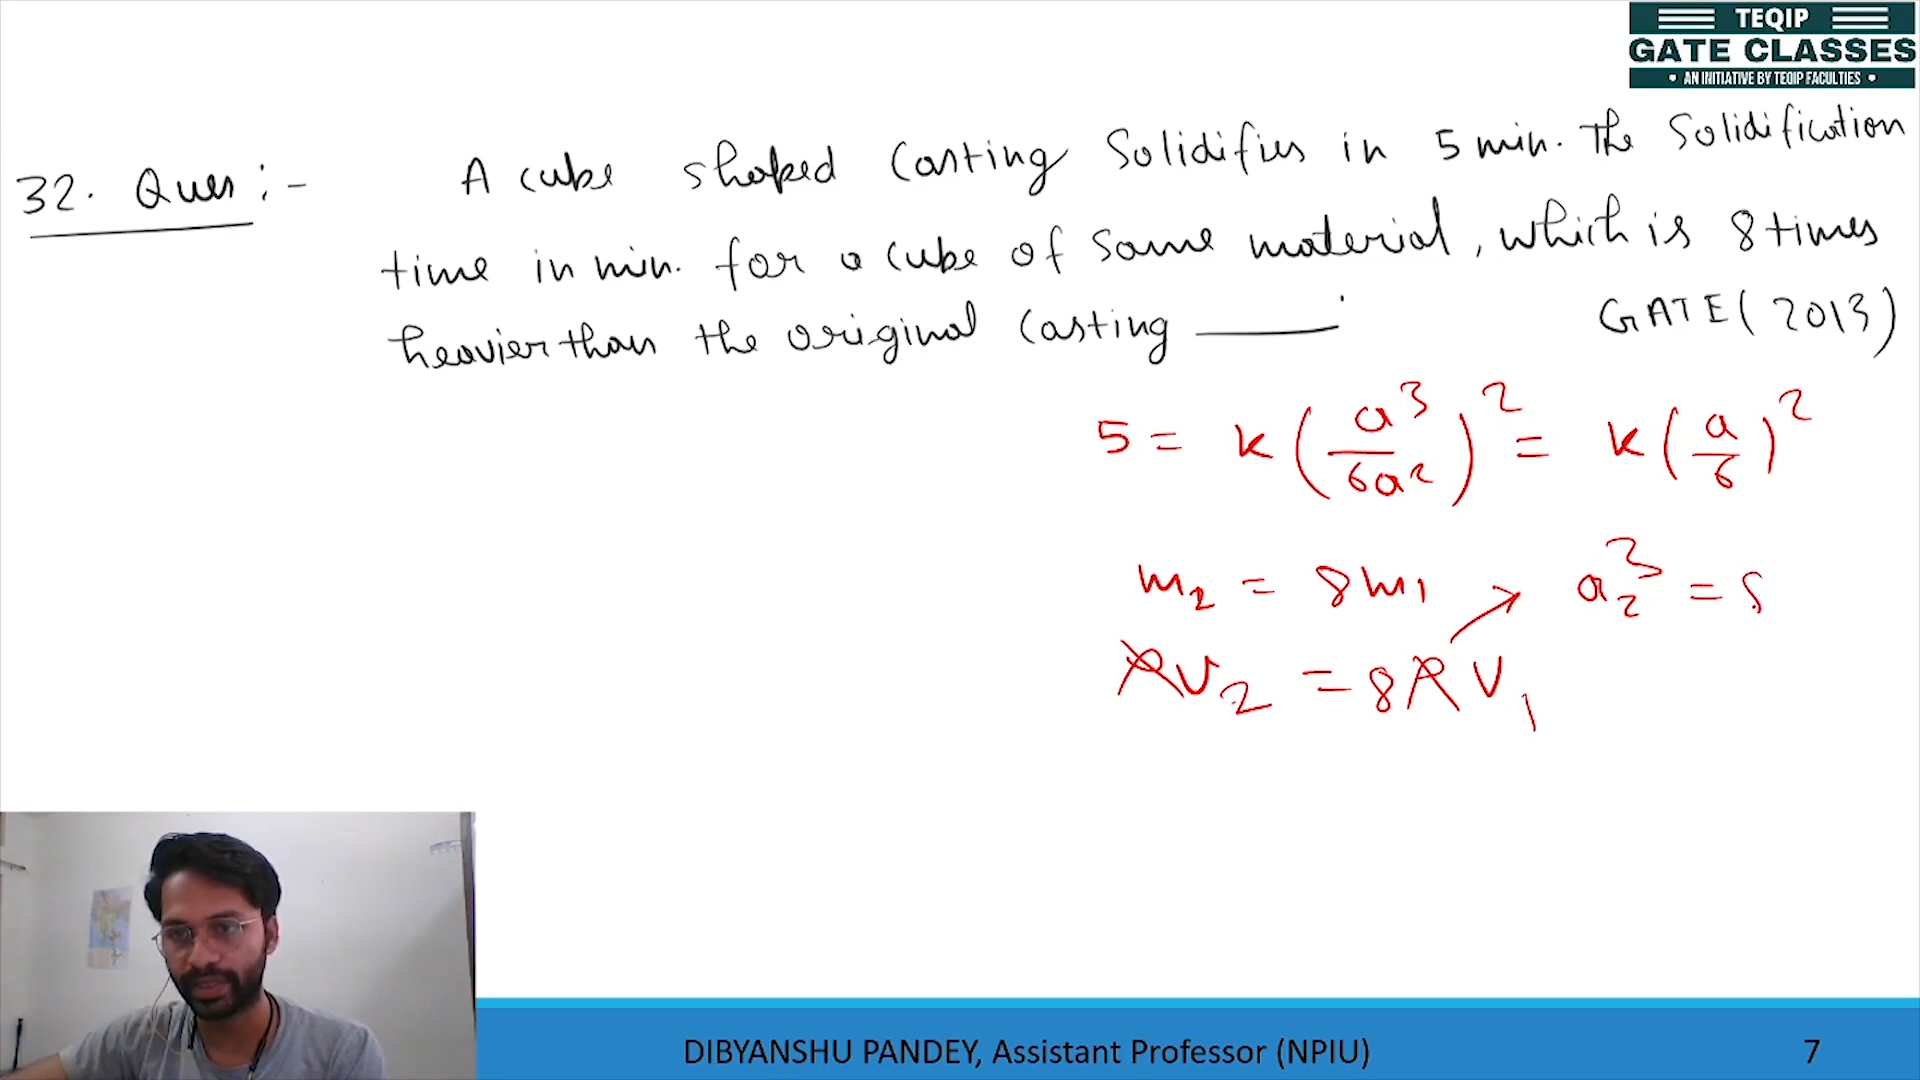 TEQIP
GATE CLASSES
• AN INITIATIVE BY TEQIP FACULTIES •
32. Ques :- A cube shaped Casting Solidifies in 5 min. The Solidification
time in min. for a cube of same material, which is 8 times
heavier than the original Casting ____.
GATE (2013)
5 = k (a³/6a²)² = k (a/6)²
m₂ = 8m₁ → a₂³ = 8
ρV₂ = 8ρV₁
DIBYANSHU PANDEY, Assistant Professor (NPIU)
7